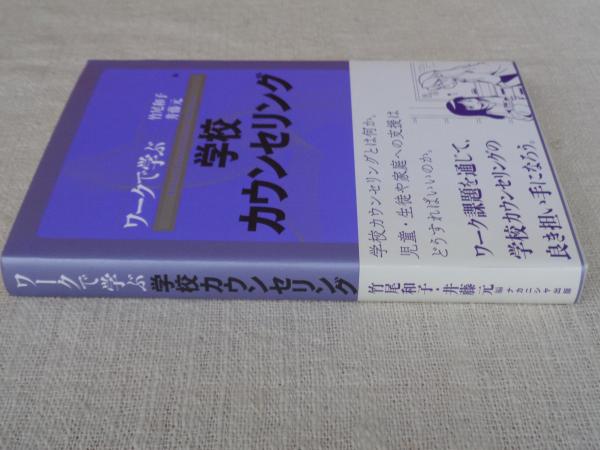 ワークで学ぶ
学校
カウンセリング
竹尾和子
井藤 元
学校カウンセリングとは何か。
児童・生徒や家庭への支援は
どうすればいいのか。
ワーク課題を通じて、
学校カウンセリングの
良き担い手になろう。
ワークで学ぶ 学校カウンセリング
竹尾和子・井藤 元 編 ナカニシヤ出版